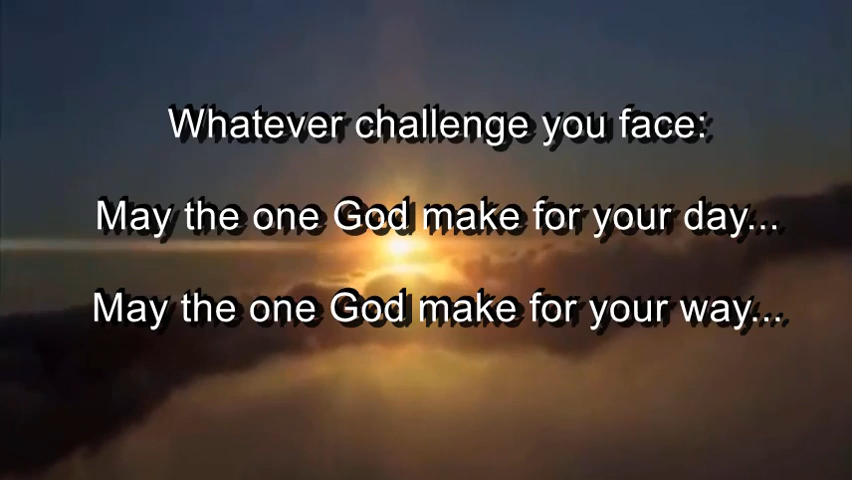 Whatever challenge you face:
May the one God make for your day...
May the one God make for your way...